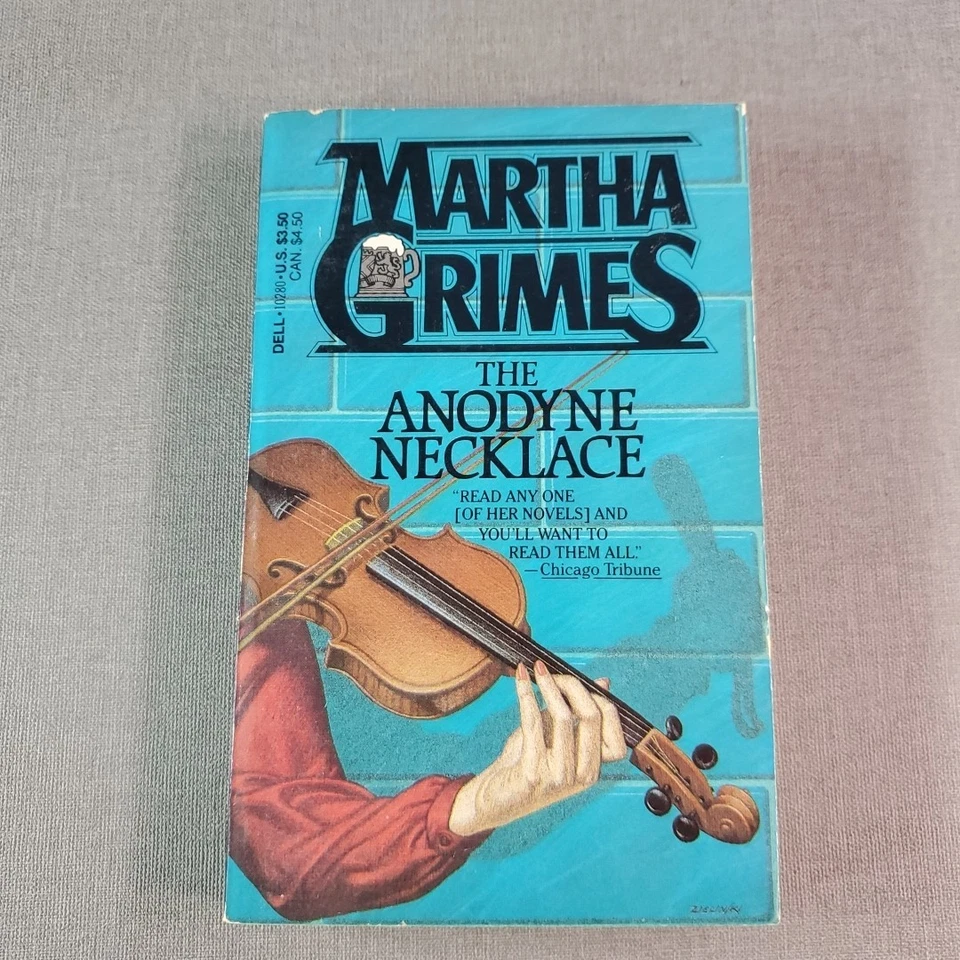 MARTHA
GRIMES
DELL • 10280 • U.S. $3.50
CAN. $4.50
THE
ANODYNE
NECKLACE
“READ ANY ONE
[OF HER NOVELS] AND
YOU'LL WANT TO
READ THEM ALL.”
—Chicago Tribune
ZIELINSKI